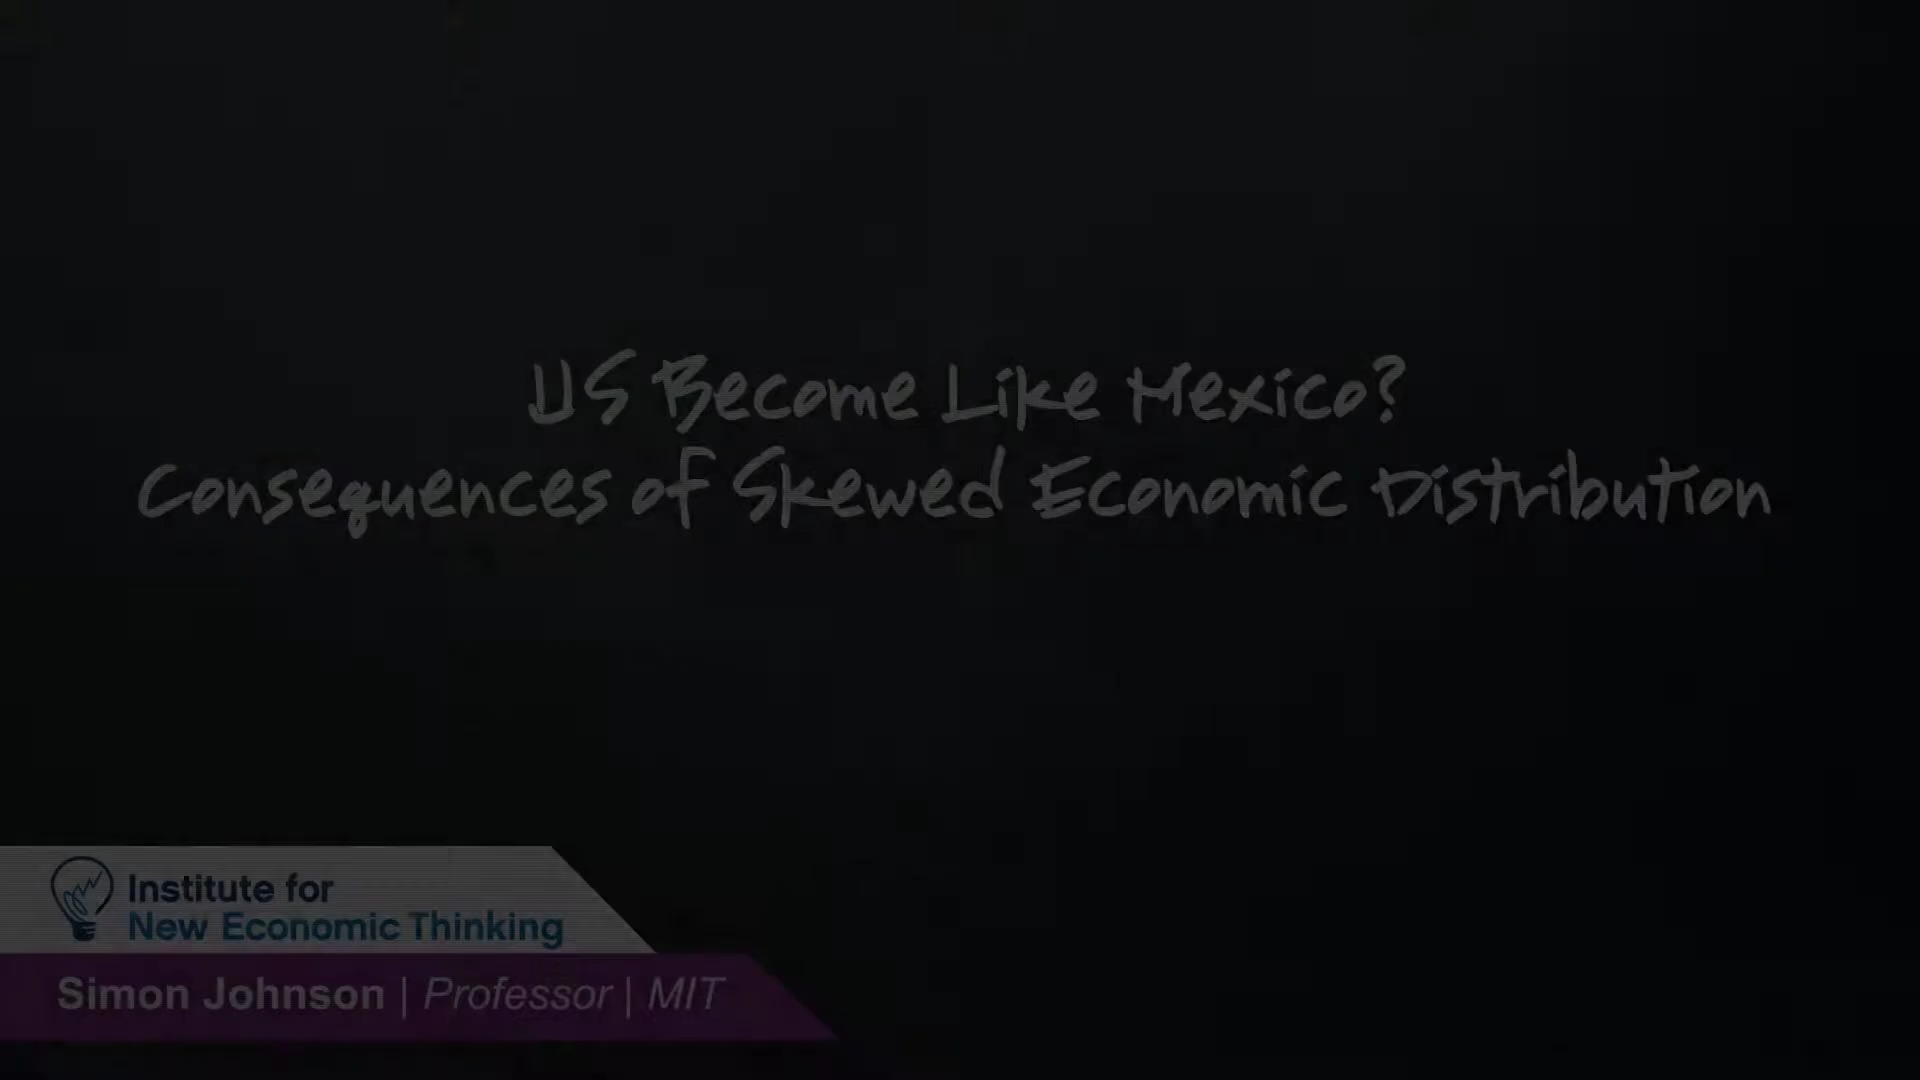 US Become Like Mexico?
Consequences of Skewed Economic Distribution
Institute for
New Economic Thinking
Simon Johnson | Professor | MIT